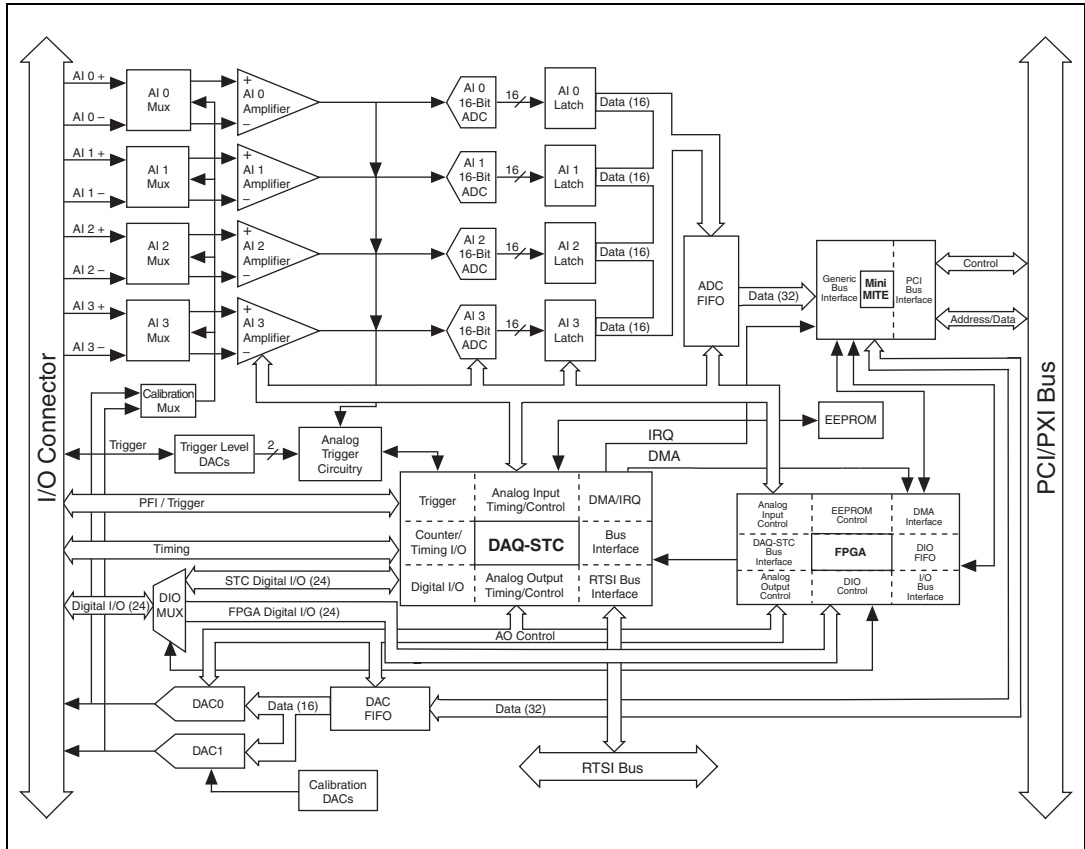 I/O Connector
PCI/PXI Bus
AI 0 +
AI 0 –
AI 0
Mux
+
AI 0
Amplifier
–
AI 0
16-Bit
ADC
16
AI 0
Latch
Data (16)
AI 1 +
AI 1 –
AI 1
Mux
+
AI 1
Amplifier
–
AI 1
16-Bit
ADC
16
AI 1
Latch
Data (16)
AI 2 +
AI 2 –
AI 2
Mux
+
AI 2
Amplifier
–
AI 2
16-Bit
ADC
16
AI 2
Latch
Data (16)
AI 3 +
AI 3 –
AI 3
Mux
+
AI 3
Amplifier
–
AI 3
16-Bit
ADC
16
AI 3
Latch
Data (16)
ADC
FIFO
Data (32)
Generic
Bus
Interface
Mini
MITE
PCI
Bus
Interface
Control
Address/Data
Calibration
Mux
Trigger
Trigger Level
DACs
2
Analog
Trigger
Circuitry
EEPROM
IRQ
DMA
PFI / Trigger
Timing
Trigger
Analog Input
Timing/Control
DMA/IRQ
Counter/
Timing I/O
DAQ-STC
Bus
Interface
Digital I/O
Analog Output
Timing/Control
RTSI Bus
Interface
Analog
Input
Control
EEPROM
Control
DMA
Interface
DAQ-STC
Bus
Interface
FPGA
DIO
FIFO
Analog
Output
Control
DIO
Control
I/O
Bus
Interface
Digital I/O (24)
DIO
MUX
STC Digital I/O (24)
FPGA Digital I/O (24)
AO Control
DAC0
Data (16)
DAC
FIFO
Data (32)
DAC1
Calibration
DACs
RTSI Bus